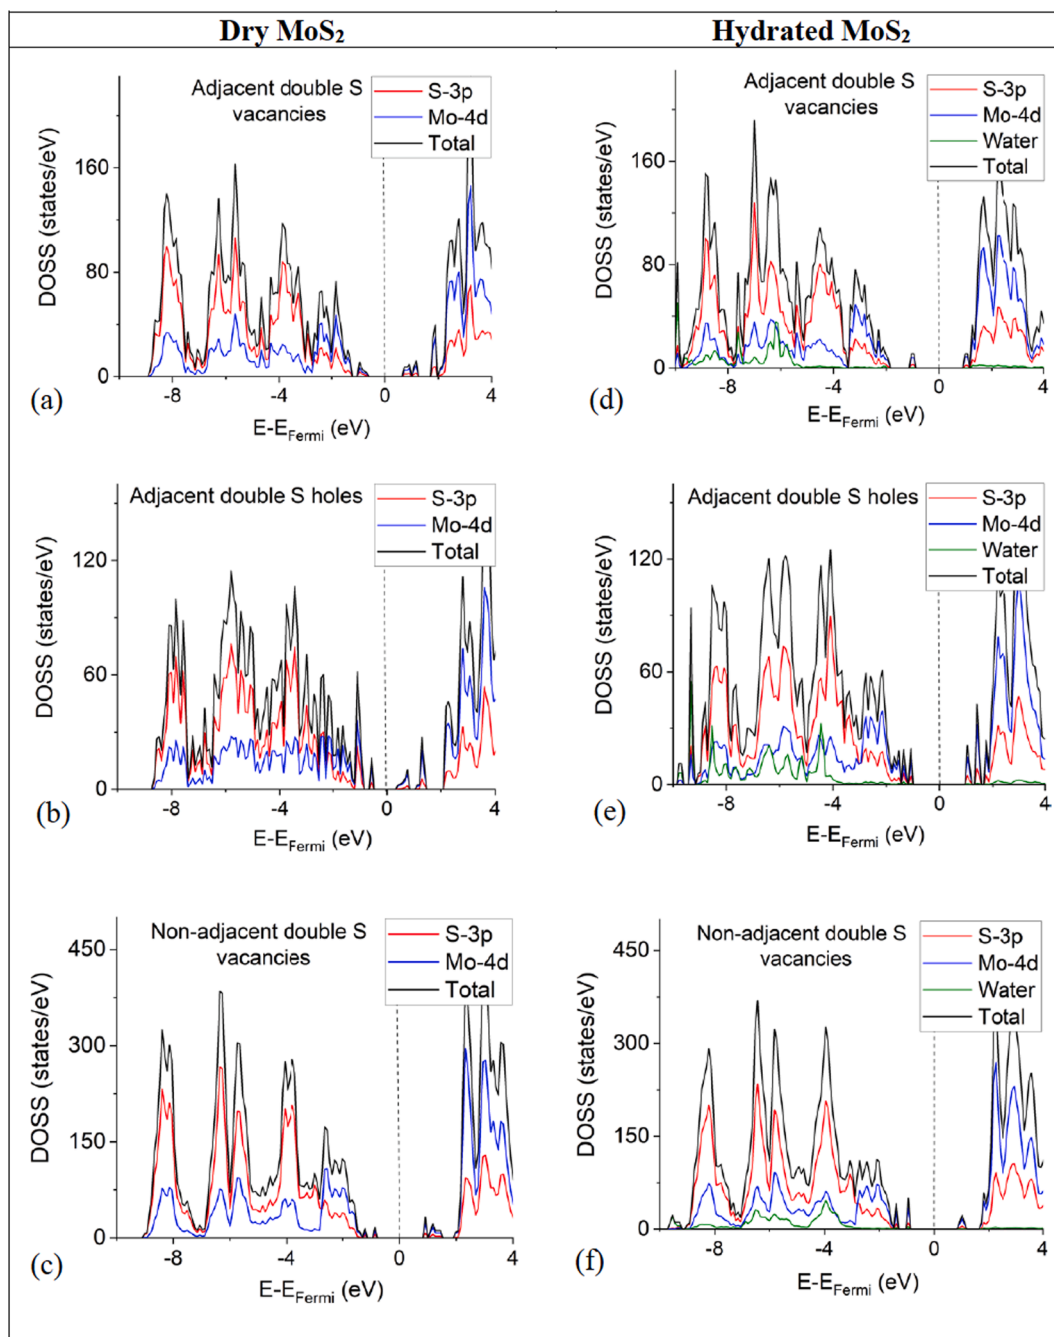 Dry MoS₂
Hydrated MoS₂
Adjacent double S
vacancies
S-3p
Mo-4d
Total
DOSS (states/eV)
160
80
0
-8
-4
0
4
E-E_Fermi (eV)
(a)
Adjacent double S
vacancies
S-3p
Mo-4d
Water
Total
DOSS (states/eV)
160
80
0
-8
-4
0
4
E-E_Fermi (eV)
(d)
Adjacent double S holes
S-3p
Mo-4d
Total
DOSS (states/eV)
120
60
0
-8
-4
0
4
E-E_Fermi (eV)
(b)
Adjacent double S holes
S-3p
Mo-4d
Water
Total
DOSS (states/eV)
120
60
0
-8
-4
0
4
E-E_Fermi (eV)
(e)
Non-adjacent double S
vacancies
S-3p
Mo-4d
Total
DOSS (states/eV)
450
300
150
0
-8
-4
0
4
E-E_Fermi (eV)
(c)
Non-adjacent double S
vacancies
S-3p
Mo-4d
Water
Total
DOSS (states/eV)
450
300
150
0
-8
-4
0
4
E-E_Fermi (eV)
(f)